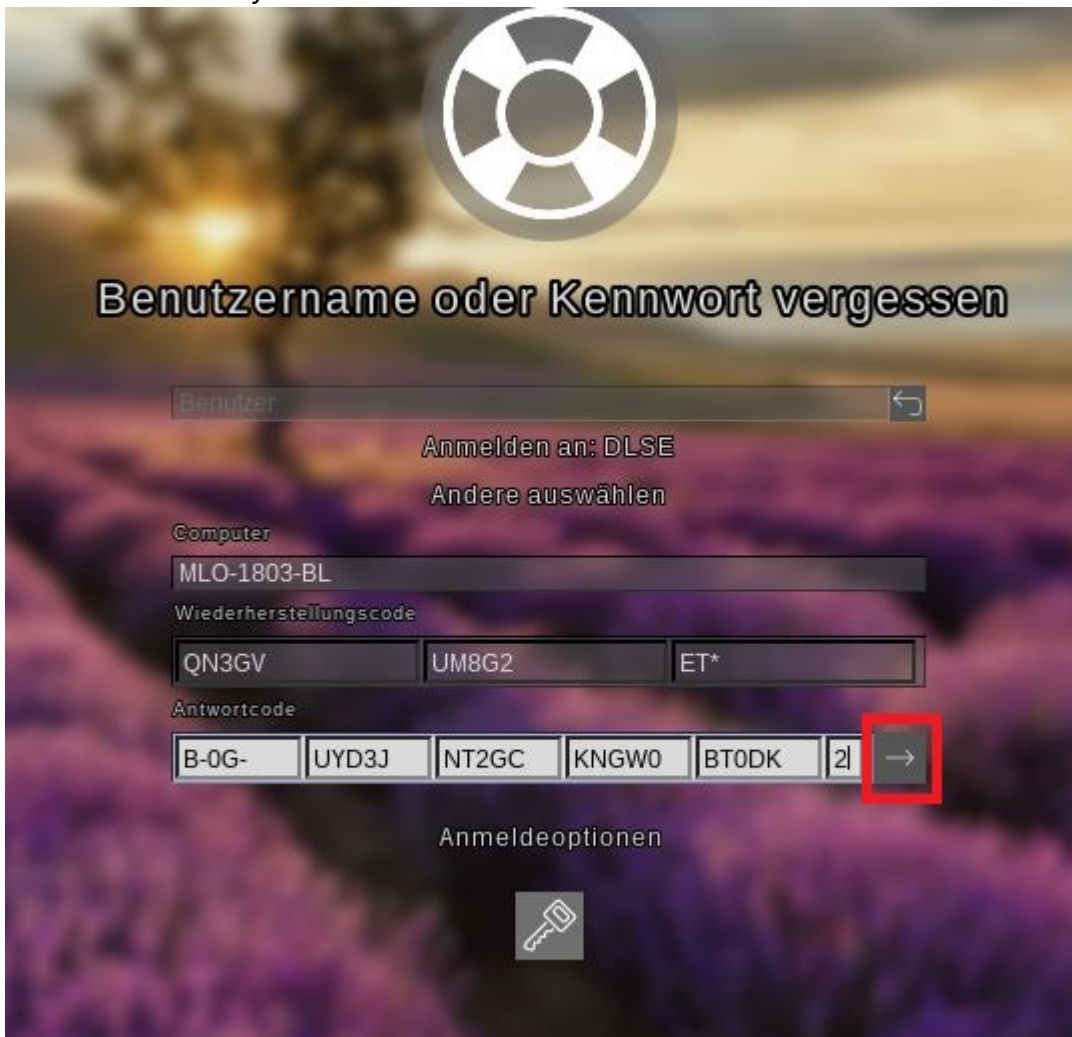 Benutzername oder Kennwort vergessen
Benutzer
Anmelden an: DLSE
Andere auswählen
Computer
MLO-1803-BL
Wiederherstellungscode
QN3GV UM8G2 ET*
Antwortcode
B-0G- UYD3J NT2GC KNGW0 BT0DK 2
Anmeldeoptionen